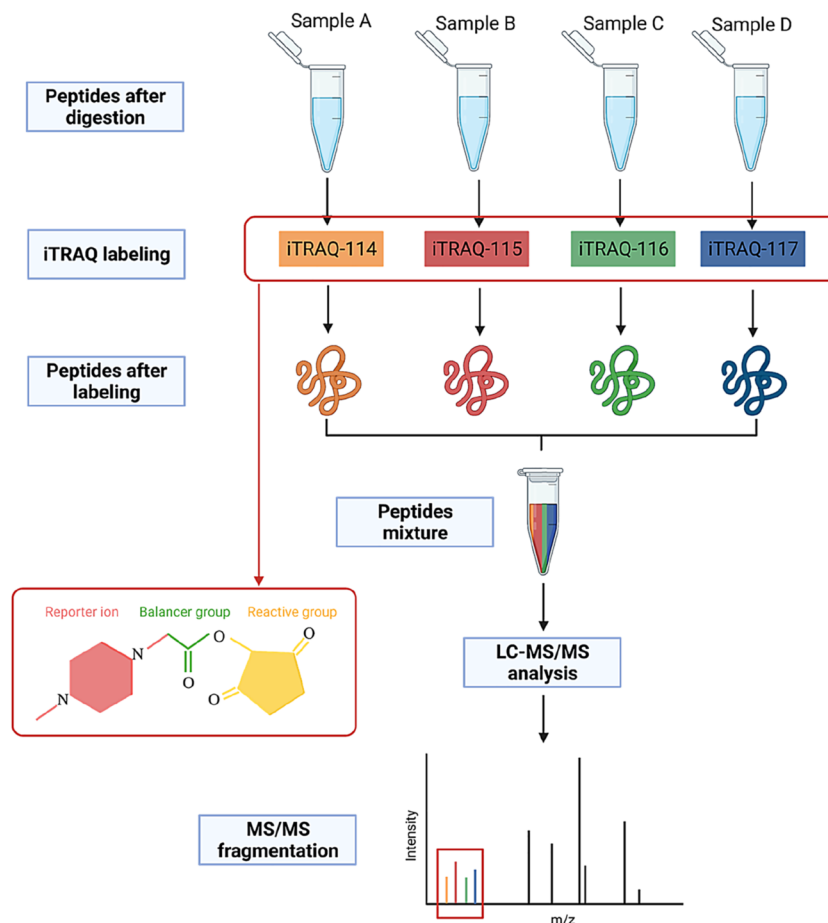 Sample A
Sample B
Sample C
Sample D
Peptides after
digestion
iTRAQ labeling
iTRAQ-114
iTRAQ-115
iTRAQ-116
iTRAQ-117
Peptides after
labeling
Peptides
mixture
Reporter ion
Balancer group
Reactive group
N
O
O
N
O
O
LC-MS/MS
analysis
MS/MS
fragmentation
Intensity
m/z